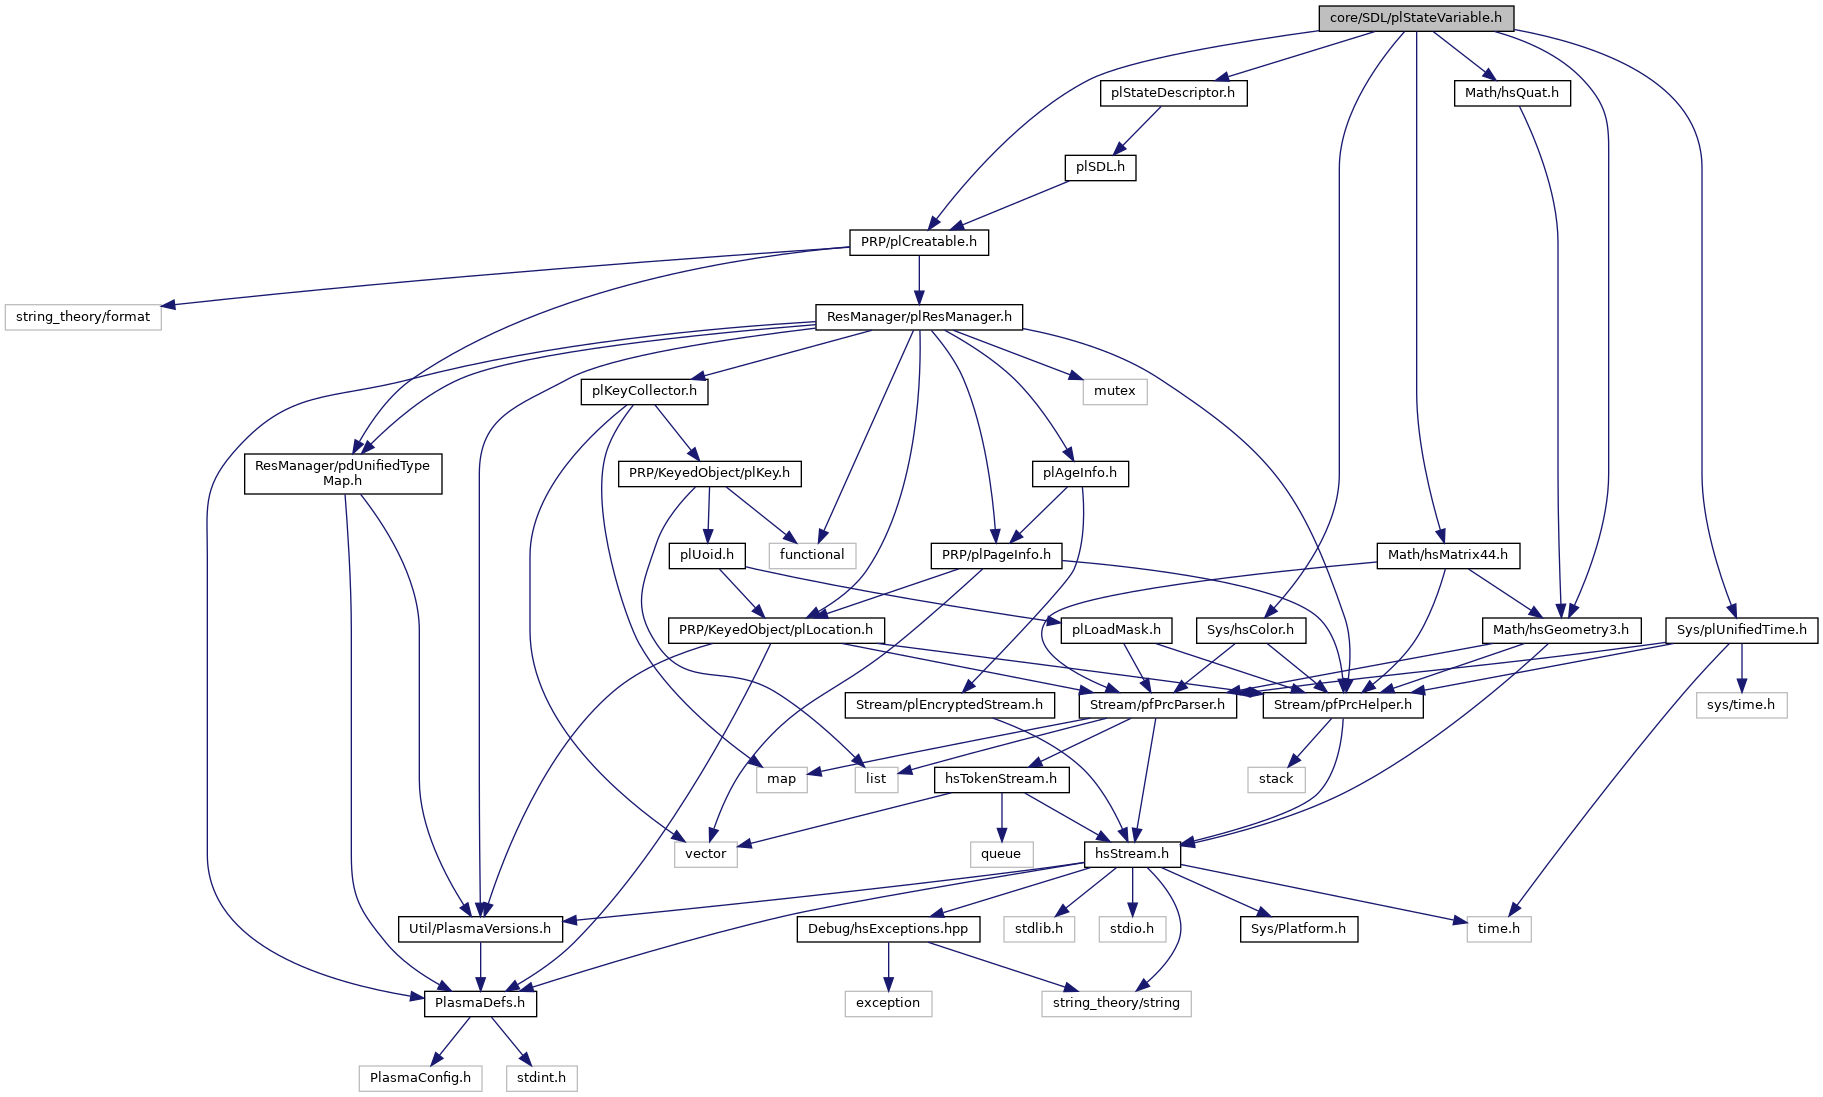 core/SDL/plStateVariable.h
plStateDescriptor.h
Math/hsQuat.h
plSDL.h
PRP/plCreatable.h
string_theory/format
ResManager/plResManager.h
plKeyCollector.h
mutex
ResManager/pdUnifiedType
Map.h
PRP/KeyedObject/plKey.h
plAgeInfo.h
plUoid.h
functional
PRP/plPageInfo.h
Math/hsMatrix44.h
PRP/KeyedObject/plLocation.h
plLoadMask.h
Sys/hsColor.h
Math/hsGeometry3.h
Sys/plUnifiedTime.h
Stream/plEncryptedStream.h
Stream/pfPrcParser.h
Stream/pfPrcHelper.h
sys/time.h
map
list
hsTokenStream.h
stack
vector
queue
hsStream.h
Util/PlasmaVersions.h
Debug/hsExceptions.hpp
stdlib.h
stdio.h
Sys/Platform.h
time.h
PlasmaDefs.h
exception
string_theory/string
PlasmaConfig.h
stdint.h